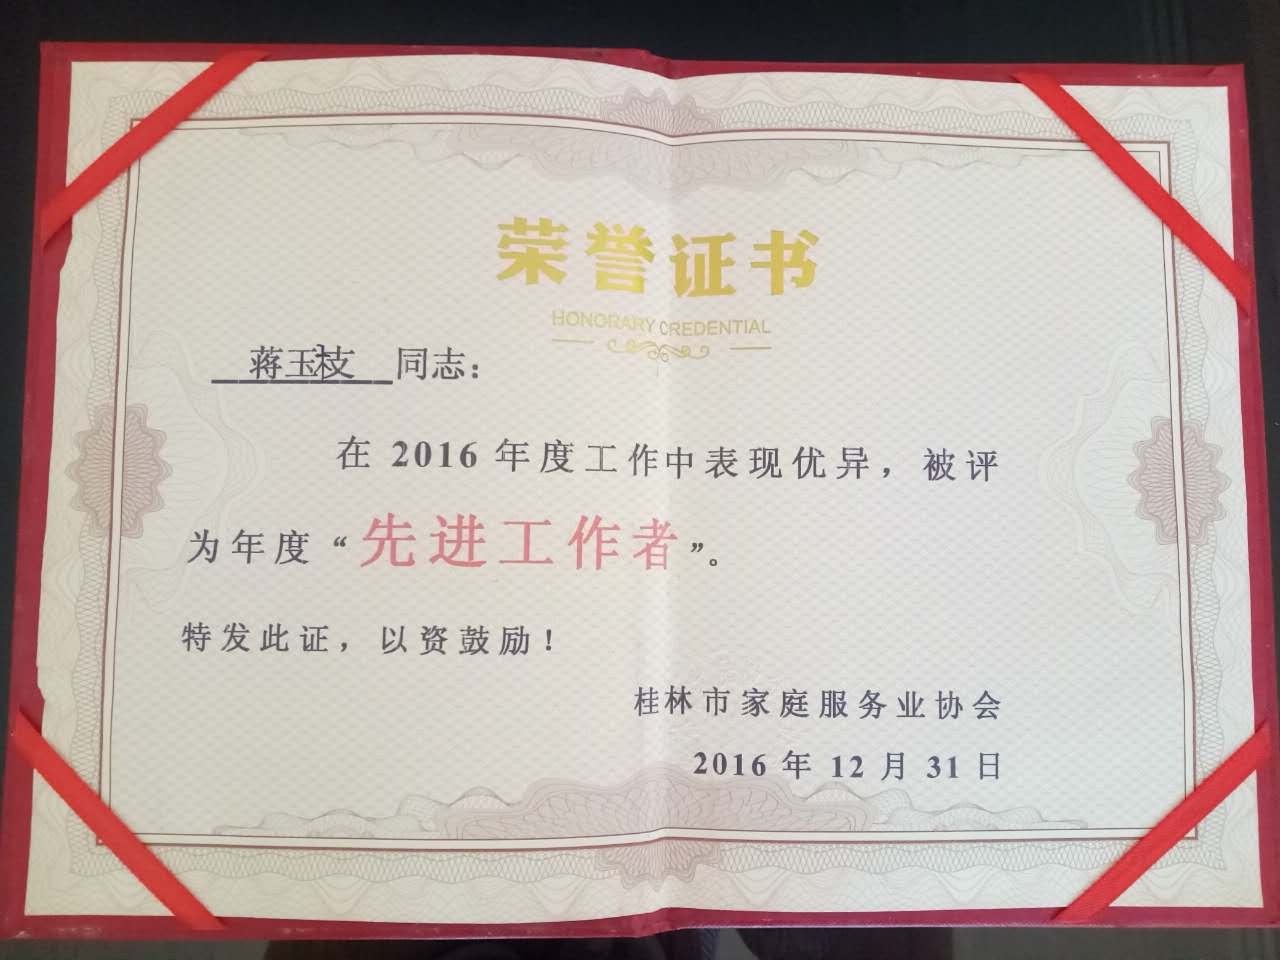 荣誉证书
HONORARY CREDENTIAL
蒋玉枝 同志：
在 2016 年度工作中表现优异，被评
为年度“先进工作者”。
特发此证，以资鼓励！
桂林市家庭服务业协会
2016 年 12 月 31 日